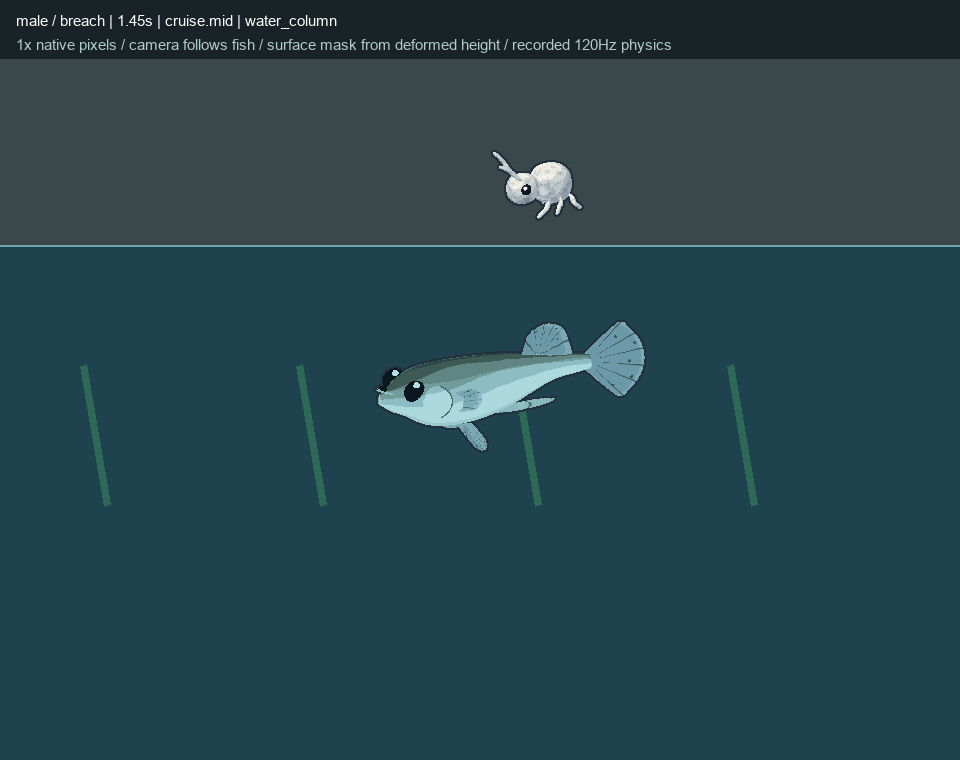 male / breach | 1.45s | cruise.mid | water_column
1x native pixels / camera follows fish / surface mask from deformed height / recorded 120Hz physics